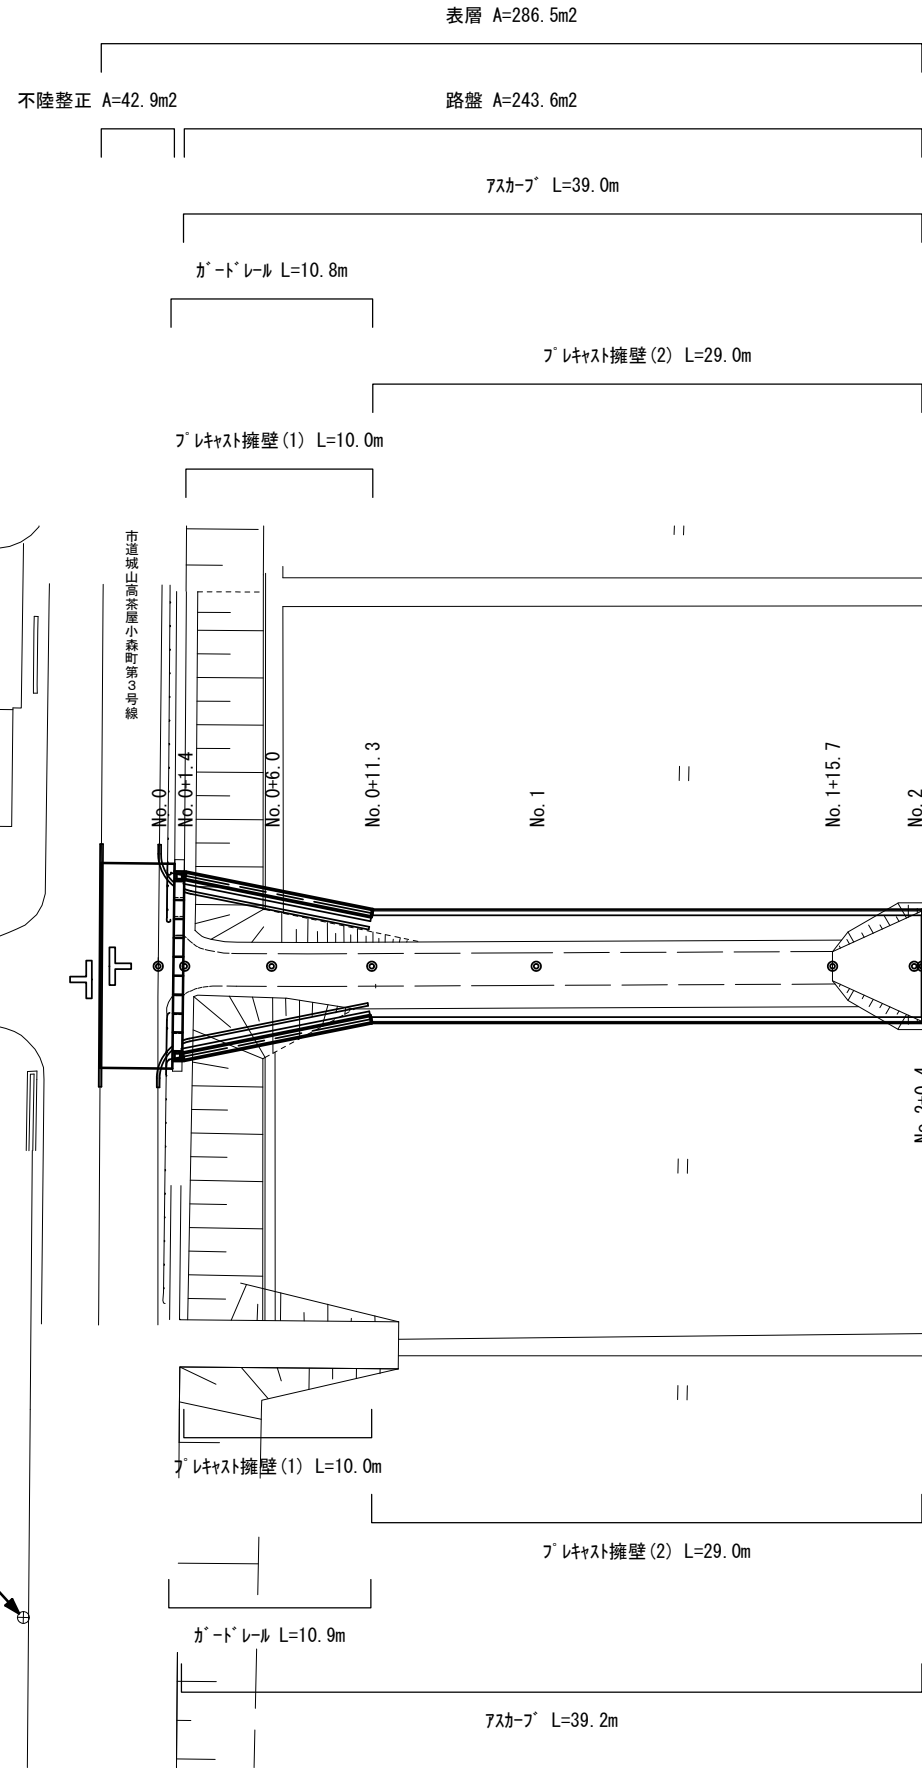 表層 A=286.5m2
不陸整正 A=42.9m2
路盤 A=243.6m2
ｱｽｶｰﾌﾞ L=39.0m
ｶﾞｰﾄﾞﾚｰﾙ L=10.8m
ﾌﾟﾚｷｬｽﾄ擁壁(2) L=29.0m
ﾌﾟﾚｷｬｽﾄ擁壁(1) L=10.0m
市道城山高茶屋小森町第3号線
No.0
No.0+1.4
No.0+6.0
No.0+11.3
No.1
No.1+15.7
No.2
ﾌﾟﾚｷｬｽﾄ擁壁(1) L=10.0m
ﾌﾟﾚｷｬｽﾄ擁壁(2) L=29.0m
ｶﾞｰﾄﾞﾚｰﾙ L=10.9m
ｱｽｶｰﾌﾞ L=39.2m